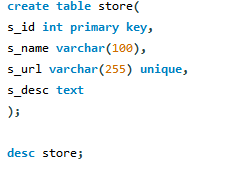 create table store(
s_id int primary key,
s_name varchar(100),
s_url varchar(255) unique,
s_desc text
);
desc store;